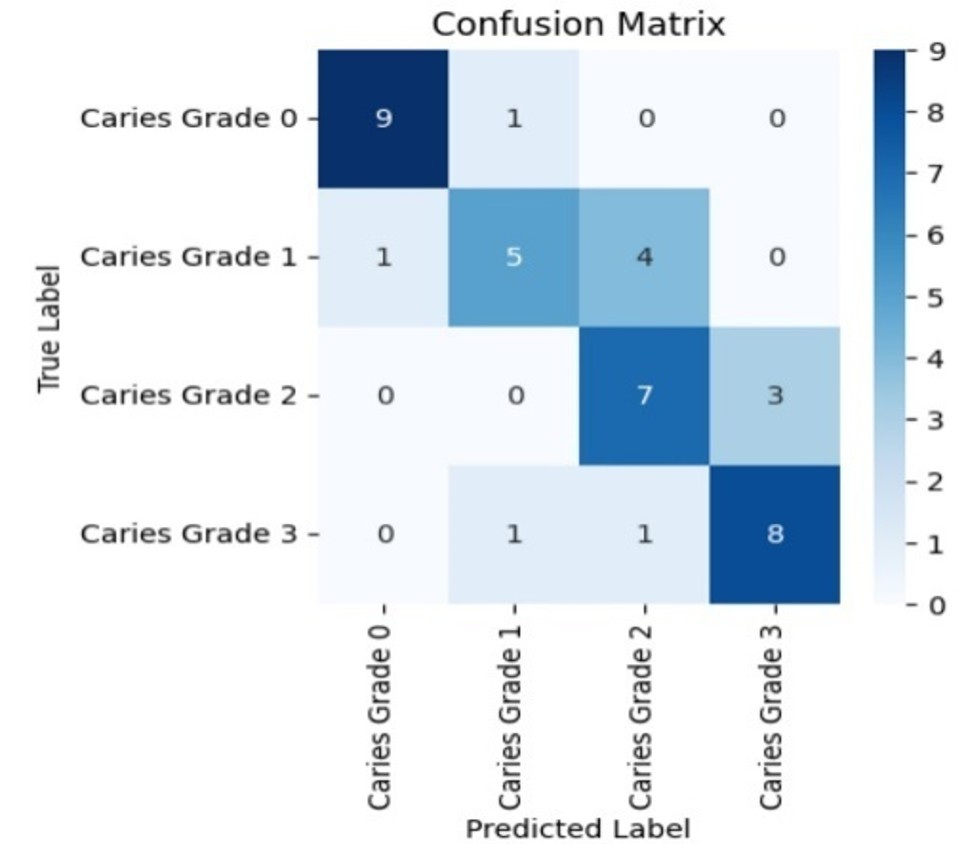 Confusion Matrix
Caries Grade 0 9 1 0 0
Caries Grade 1 1 5 4 0
Caries Grade 2 0 0 7 3
Caries Grade 3 0 1 1 8
True Label
Caries Grade 0
Caries Grade 1
Caries Grade 2
Caries Grade 3
Predicted Label
9
8
7
6
5
4
3
2
1
0